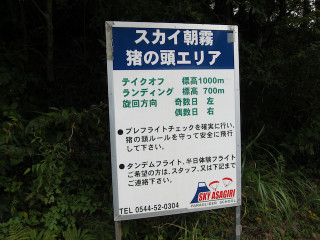 スカイ朝霧
猪の頭エリア
テイクオフ 標高1000m
ランディング 標高 700m
旋回方向 奇数日 左
偶数日 右
● プレフライトチェックを確実に行い、
猪の頭ルールを守って安全に飛行
して下さい。
● タンデムフライト、半日体験フライト
ご希望の方は、スタッフ、又は下記まで
ご連絡下さい。
SKY ASAGIRI
PARAGLIDER SCHOOL
TEL 0544-52-0304